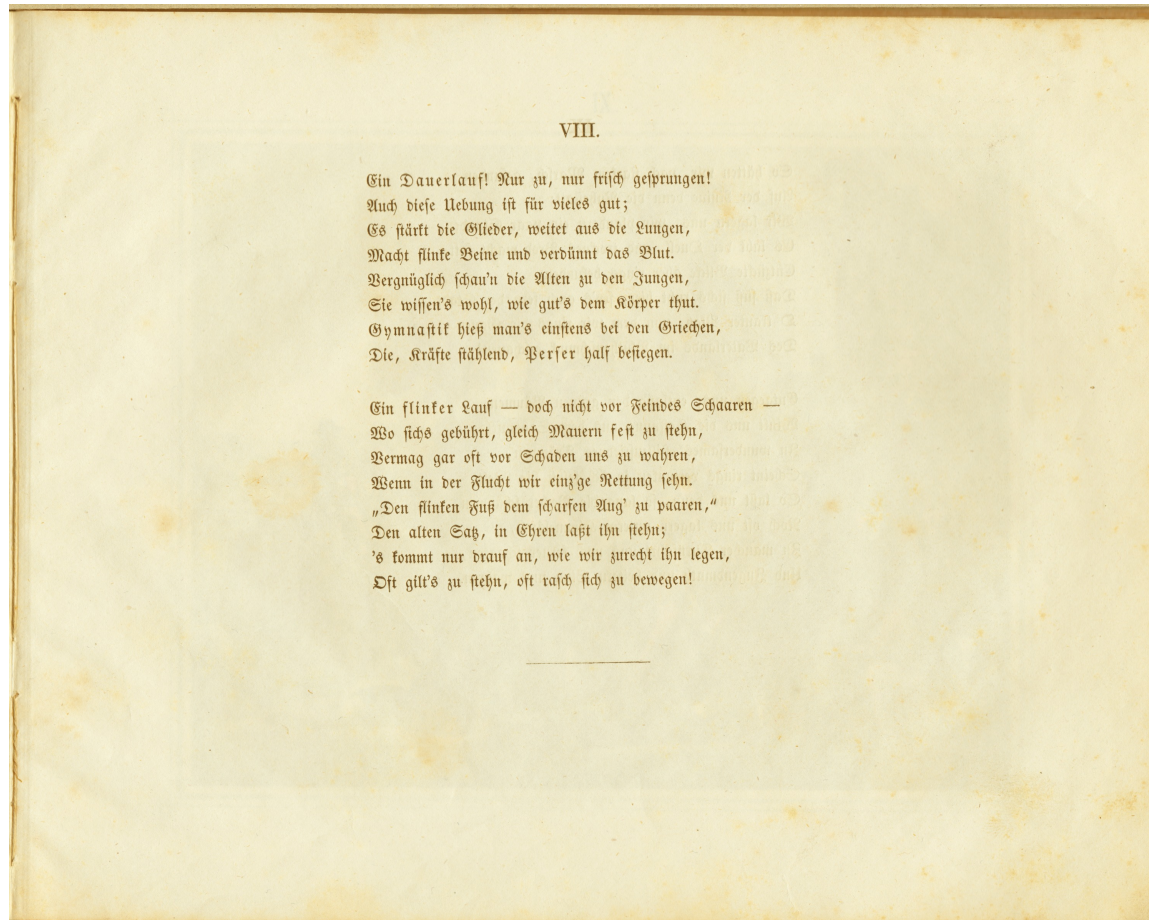 VIII.
Ein Dauerlauf! Nur zu, nur frisch gesprungen!
Auch diese Uebung ist für vieles gut;
Es stärkt die Glieder, weitet aus die Lungen,
Macht flinke Beine und verdünnt das Blut.
Vergnüglich schau'n die Alten zu den Jungen,
Sie wissen's wohl, wie gut's dem Körper thut.
Gymnastik hieß man's einstens bei den Griechen,
Die, Kräfte stählend, Perser half besiegen.
Ein flinker Lauf — doch nicht vor Feindes Schaaren —
Wo sichs gebührt, gleich Mauern fest zu stehn,
Vermag gar oft vor Schaden uns zu wahren,
Wenn in der Flucht wir einz'ge Rettung sehn.
„Den flinken Fuß dem scharfen Aug' zu paaren,“
Den alten Satz, in Ehren laßt ihn stehn;
's kommt nur drauf an, wie wir zurecht ihn legen,
Oft gilt's zu stehn, oft rasch sich zu bewegen!